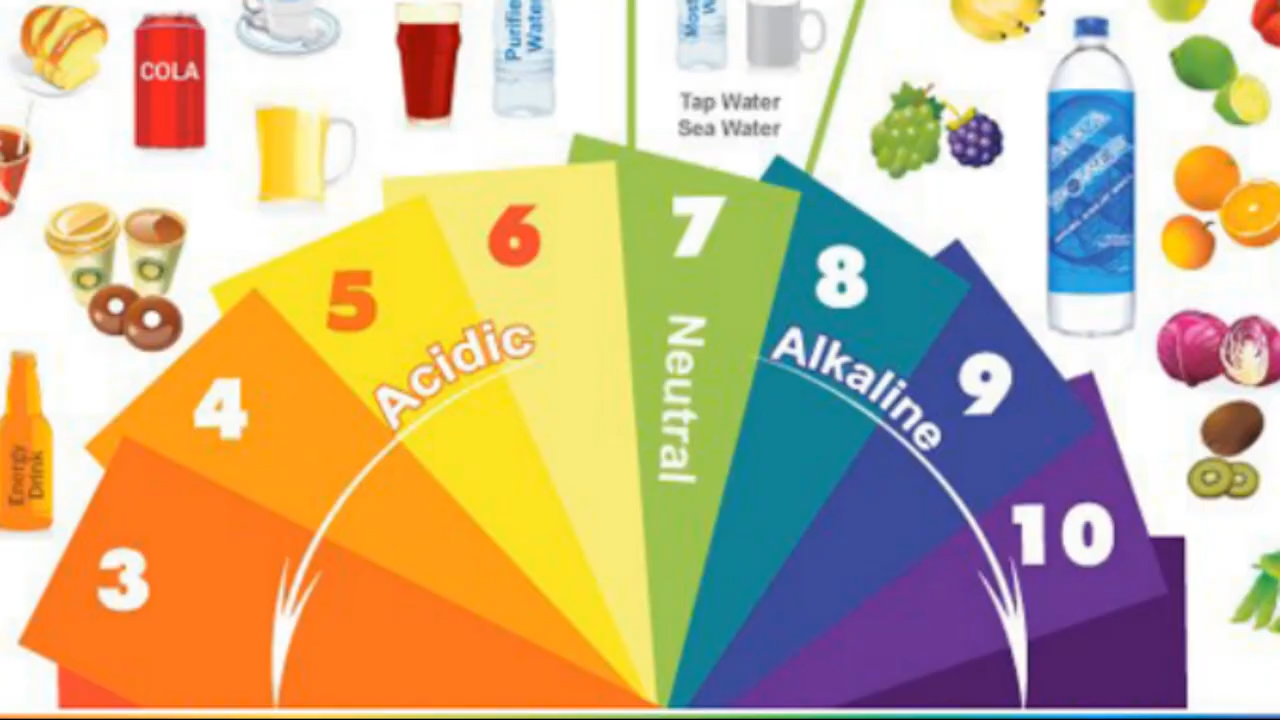 COLA
Purified
Water
Tap Water
Sea Water
Energy
Drink
3
4
5
6
7
8
9
10
Acidic
Neutral
Alkaline